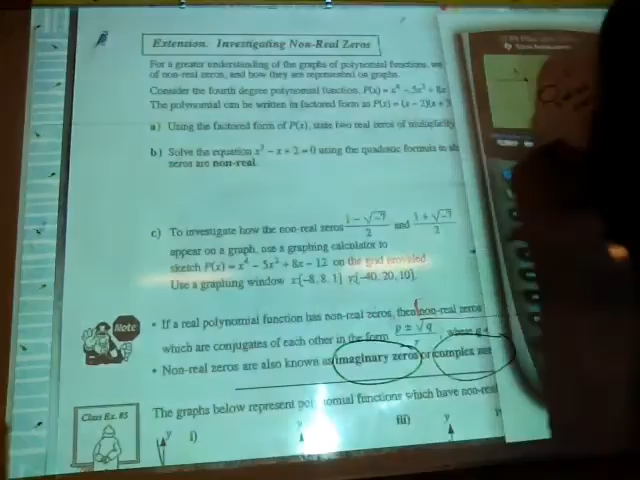 Extension. Investigating Non-Real Zeros
For a greater understanding of the graphs of polynomial functions, we
of non-real zeros, and how they are represented on graphs.
Consider the fourth degree polynomial function, P(x) = x⁴ - 5x² + 8x
The polynomial can be written in factored form as P(x) = (x - 2)(x + 3
a) Using the factored form of P(x), state two real zeros of multiplicity
b) Solve the equation x² - x + 2 = 0 using the quadratic formula to sh
zeros are non-real.
c) To investigate how the non-real zeros (1 - √-7)/2 and (1 + √-7)/2
appear on a graph, use a graphing calculator to
sketch P(x) = x⁴ - 5x² + 8x - 12 on the grid provided.
Use a graphing window x:[-8, 8, 1] y:[-40, 20, 10].
Note
• If a real polynomial function has non-real zeros, then non-real zeros
which are conjugates of each other in the form (p ± √q)/r, where q <
• Non-real zeros are also known as imaginary zeros or complex
Class Ex. #5
The graphs below represent polynomial functions which have non-real
y i) y iii) y